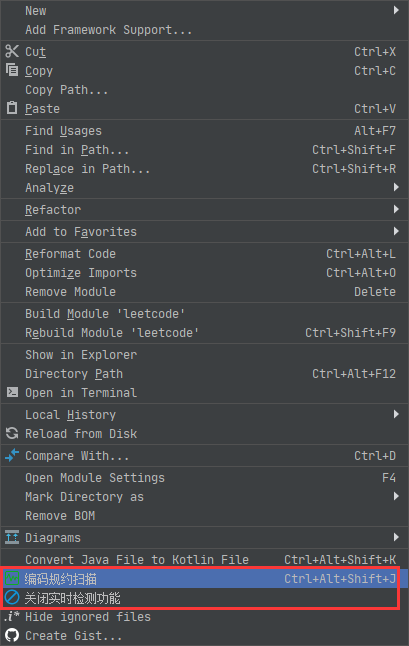 New
Add Framework Support...
Cut Ctrl+X
Copy Ctrl+C
Copy Path...
Paste Ctrl+V
Find Usages Alt+F7
Find in Path... Ctrl+Shift+F
Replace in Path... Ctrl+Shift+R
Analyze
Refactor
Add to Favorites
Reformat Code Ctrl+Alt+L
Optimize Imports Ctrl+Alt+O
Remove Module Delete
Build Module 'leetcode'
Rebuild Module 'leetcode' Ctrl+Shift+F9
Show in Explorer
Directory Path Ctrl+Alt+F12
Open in Terminal
Local History
Reload from Disk
Compare With... Ctrl+D
Open Module Settings F4
Mark Directory as
Remove BOM
Diagrams
Convert Java File to Kotlin File Ctrl+Alt+Shift+K
编码规约扫描 Ctrl+Alt+Shift+J
关闭实时检测功能
.i* Hide ignored files
Create Gist...